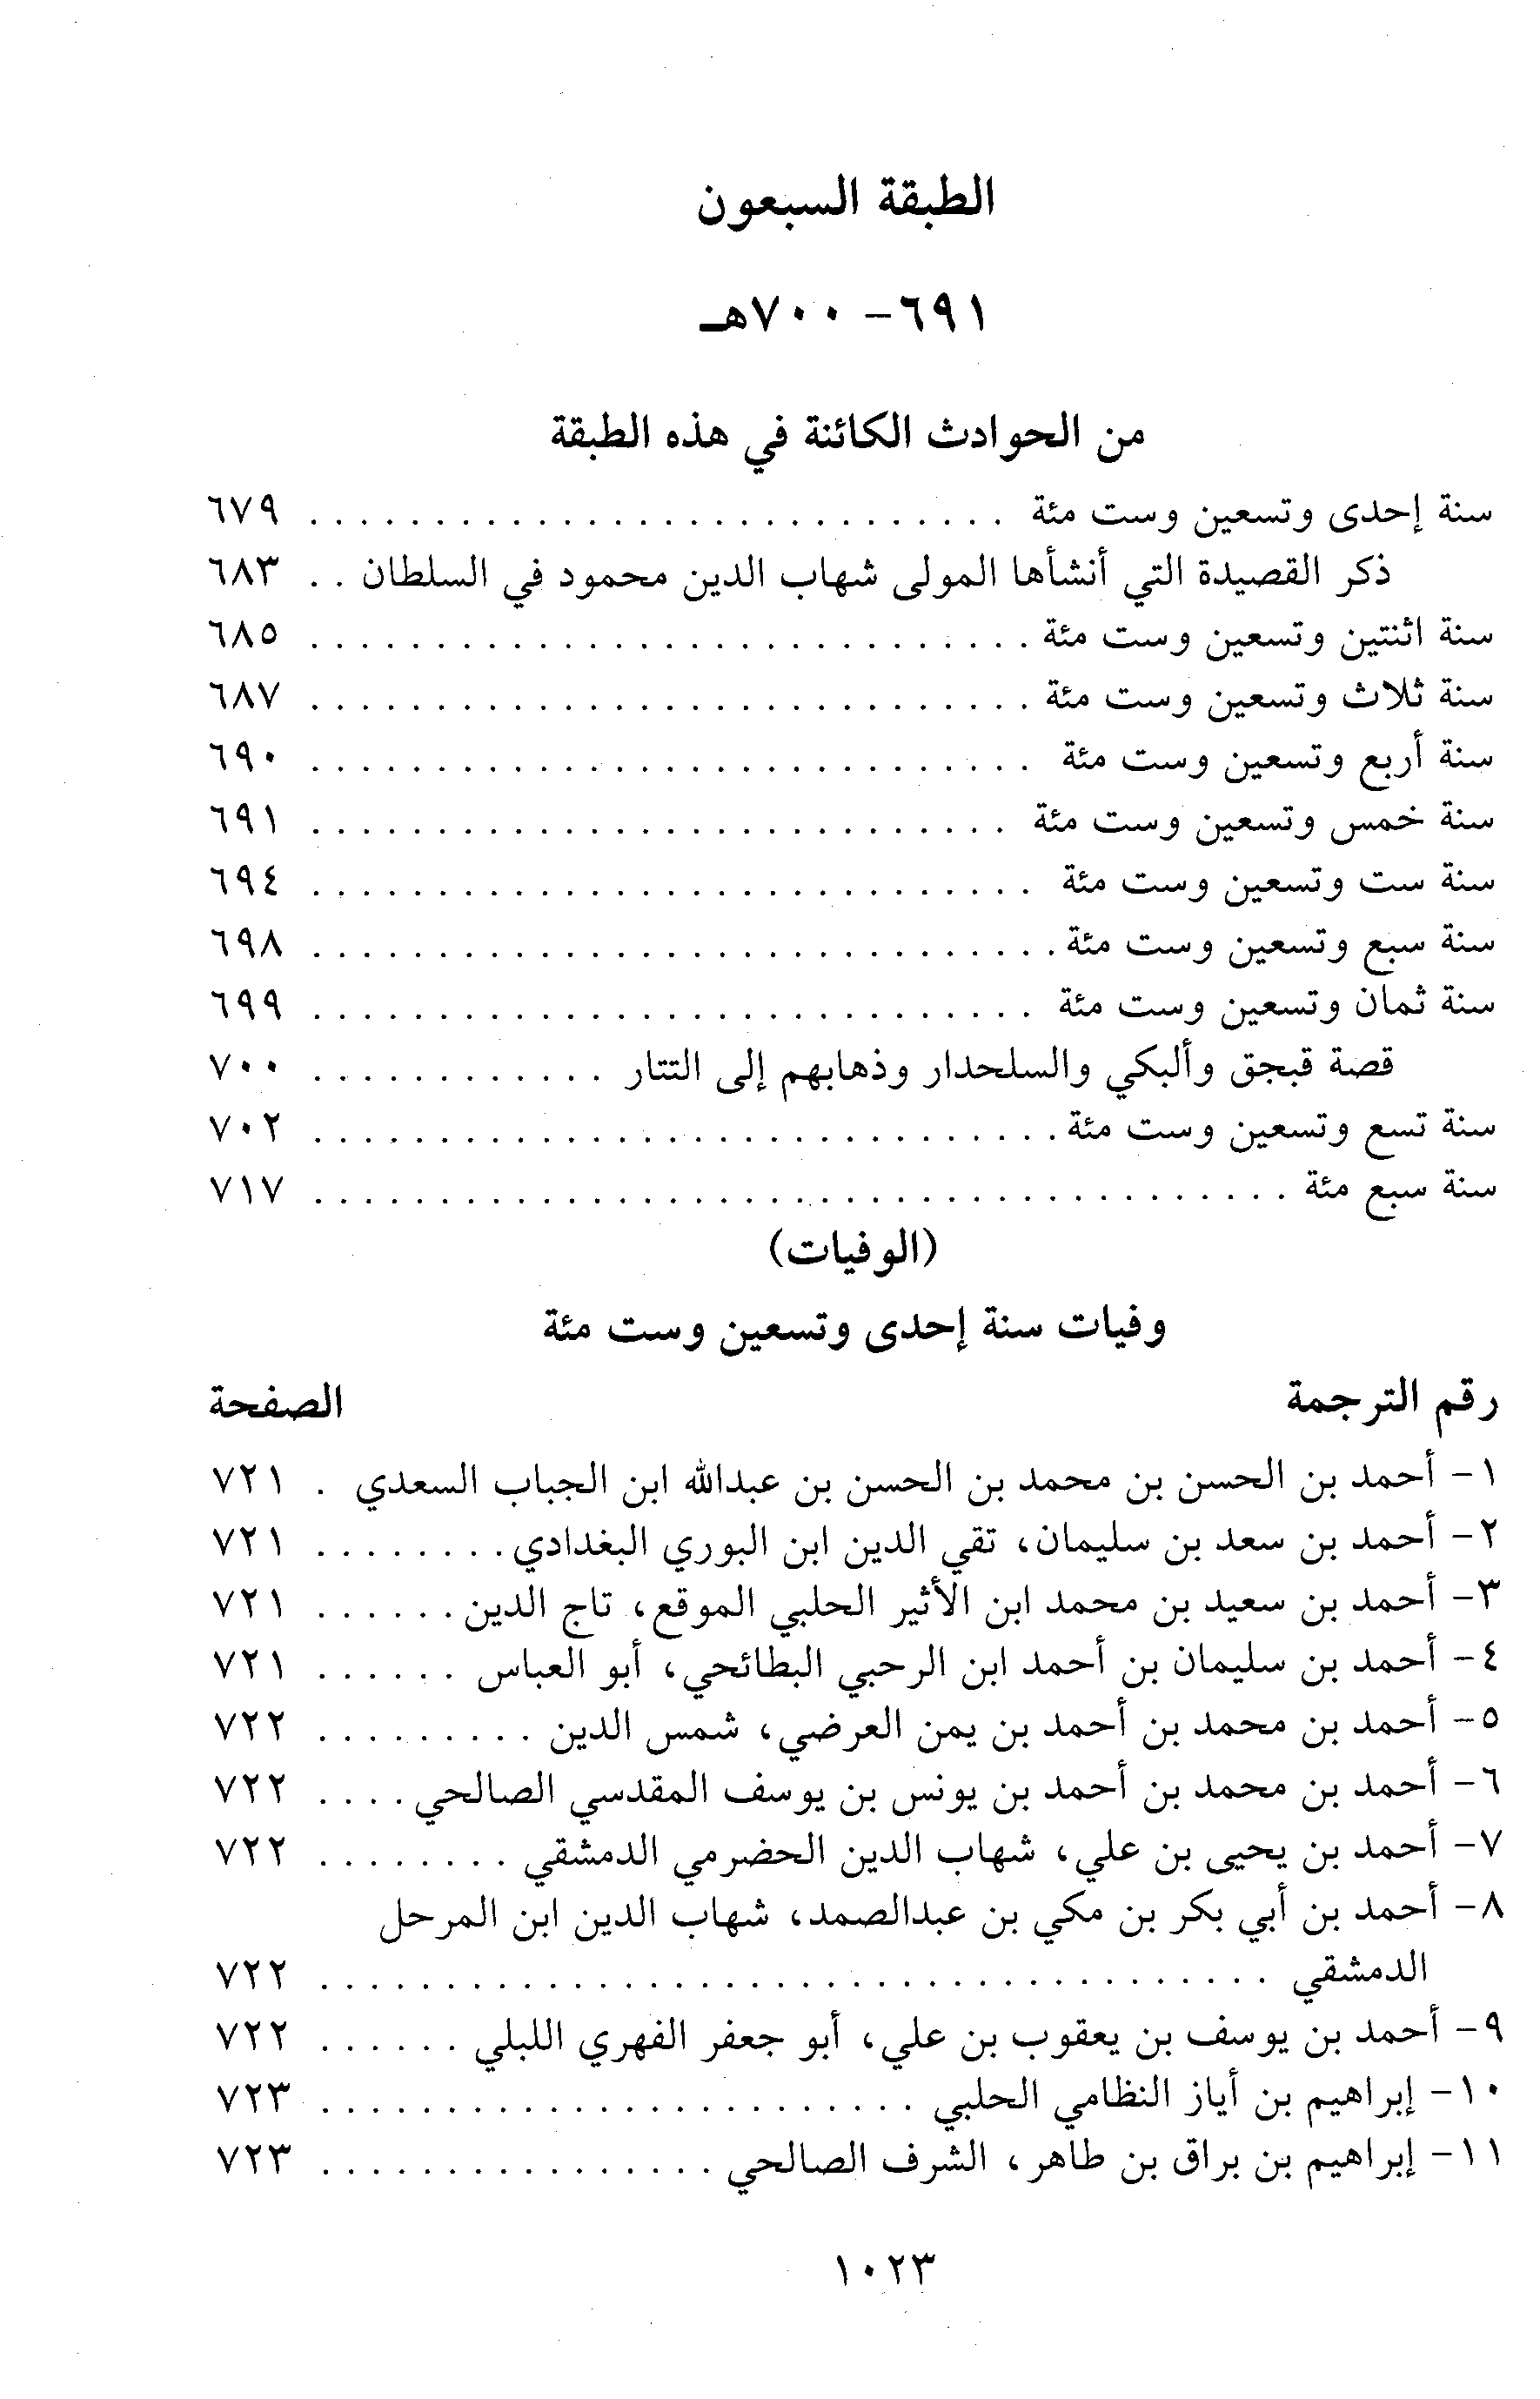 الطبقة السبعون
٦٩١- ٧٠٠هـ
من الحوادث الكائنة في هذه الطبقة
سنة إحدى وتسعين وست مئة . . . . . . . . . . . . . . . . . . . . . . . . . . . . ٦٧٩
ذكر القصيدة التي أنشأها المولى شهاب الدين محمود في السلطان . . ٦٨٣
سنة اثنتين وتسعين وست مئة . . . . . . . . . . . . . . . . . . . . . . . . . . . . . ٦٨٥
سنة ثلاث وتسعين وست مئة . . . . . . . . . . . . . . . . . . . . . . . . . . . . . ٦٨٧
سنة أربع وتسعين وست مئة . . . . . . . . . . . . . . . . . . . . . . . . . . . . . ٦٩٠
سنة خمس وتسعين وست مئة . . . . . . . . . . . . . . . . . . . . . . . . . . . . ٦٩١
سنة ست وتسعين وست مئة . . . . . . . . . . . . . . . . . . . . . . . . . . . . . ٦٩٤
سنة سبع وتسعين وست مئة . . . . . . . . . . . . . . . . . . . . . . . . . . . . . . ٦٩٨
سنة ثمان وتسعين وست مئة . . . . . . . . . . . . . . . . . . . . . . . . . . . . . ٦٩٩
قصة قبجق وألبكي والسلحدار وذهابهم إلى التتار . . . . . . . . . . . . ٧٠٠
سنة تسع وتسعين وست مئة . . . . . . . . . . . . . . . . . . . . . . . . . . . . . . ٧٠٢
سنة سبع مئة . . . . . . . . . . . . . . . . . . . . . . . . . . . . . . . . . . . . . . . ٧١٧
(الوفيات)
وفيات سنة إحدى وتسعين وست مئة
رقم الترجمة الصفحة
١- أحمد بن الحسن بن محمد بن الحسن بن عبدالله ابن الجباب السعدي . ٧٢١
٢- أحمد بن سعد بن سليمان، تقي الدين ابن البوري البغدادي . . . . . . . . ٧٢١
٣- أحمد بن سعيد بن محمد ابن الأثير الحلبي الموقع، تاج الدين . . . . . . ٧٢١
٤- أحمد بن سليمان بن أحمد ابن الرحبي البطائحي، أبو العباس . . . . . . ٧٢١
٥- أحمد بن محمد بن أحمد بن يمن العرضي، شمس الدين . . . . . . . . . ٧٢٢
٦- أحمد بن محمد بن أحمد بن يونس بن يوسف المقدسي الصالحي . . . . ٧٢٢
٧- أحمد بن يحيى بن علي، شهاب الدين الحضرمي الدمشقي . . . . . . . . ٧٢٢
٨- أحمد بن أبي بكر بن مكي بن عبدالصمد، شهاب الدين ابن المرحل
الدمشقي . . . . . . . . . . . . . . . . . . . . . . . . . . . . . . . . . . . . . . ٧٢٢
٩- أحمد بن يوسف بن يعقوب بن علي، أبو جعفر الفهري اللبلي . . . . . . ٧٢٢
١٠- إبراهيم بن أياز النظامي الحلبي . . . . . . . . . . . . . . . . . . . . . . . . ٧٢٣
١١- إبراهيم بن براق بن طاهر، الشرف الصالحي . . . . . . . . . . . . . . . . ٧٢٣
١٠٢٣